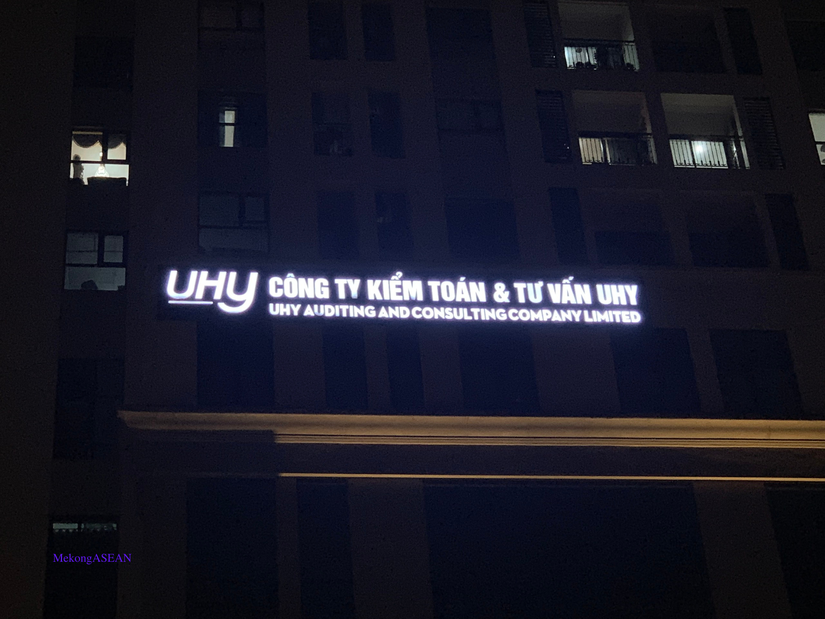 UHY CÔNG TY KIỂM TOÁN & TƯ VẤN UHY
UHY AUDITING AND CONSULTING COMPANY LIMITED
MekongASEAN